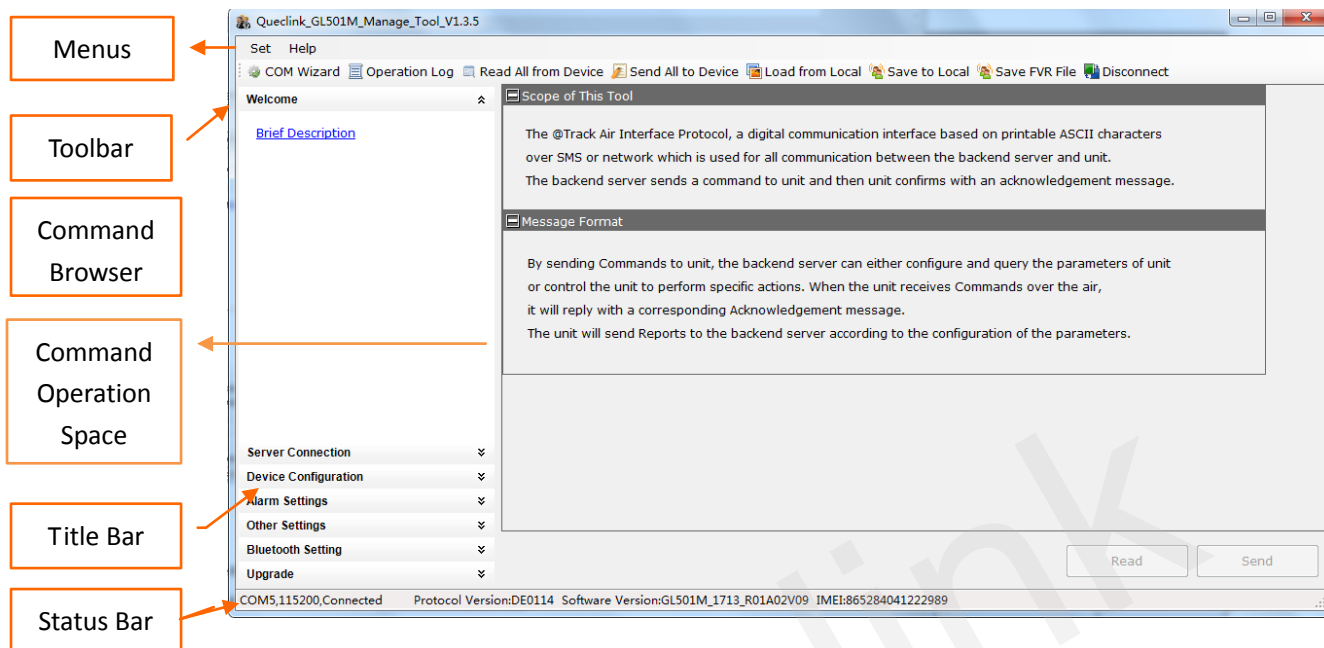 Queclink_GL501M_Manage_Tool_V1.3.5
Menus
Set Help
COM Wizard Operation Log Read All from Device Send All to Device Load from Local Save to Local Save FVR File Disconnect
Welcome
Scope of This Tool
Toolbar
Brief Description
The @Track Air Interface Protocol, a digital communication interface based on printable ASCII characters
over SMS or network which is used for all communication between the backend server and unit.
The backend server sends a command to unit and then unit confirms with an acknowledgement message.
Command
Browser
Message Format
By sending Commands to unit, the backend server can either configure and query the parameters of unit
or control the unit to perform specific actions. When the unit receives Commands over the air,
it will reply with a corresponding Acknowledgement message.
The unit will send Reports to the backend server according to the configuration of the parameters.
Command
Operation
Space
Server Connection
Device Configuration
Alarm Settings
Other Settings
Bluetooth Setting
Upgrade
Title Bar
Read Send
Status Bar
COM5,115200,Connected Protocol Version:DE0114 Software Version:GL501M_1713_R01A02V09 IMEI:865284041222989
link